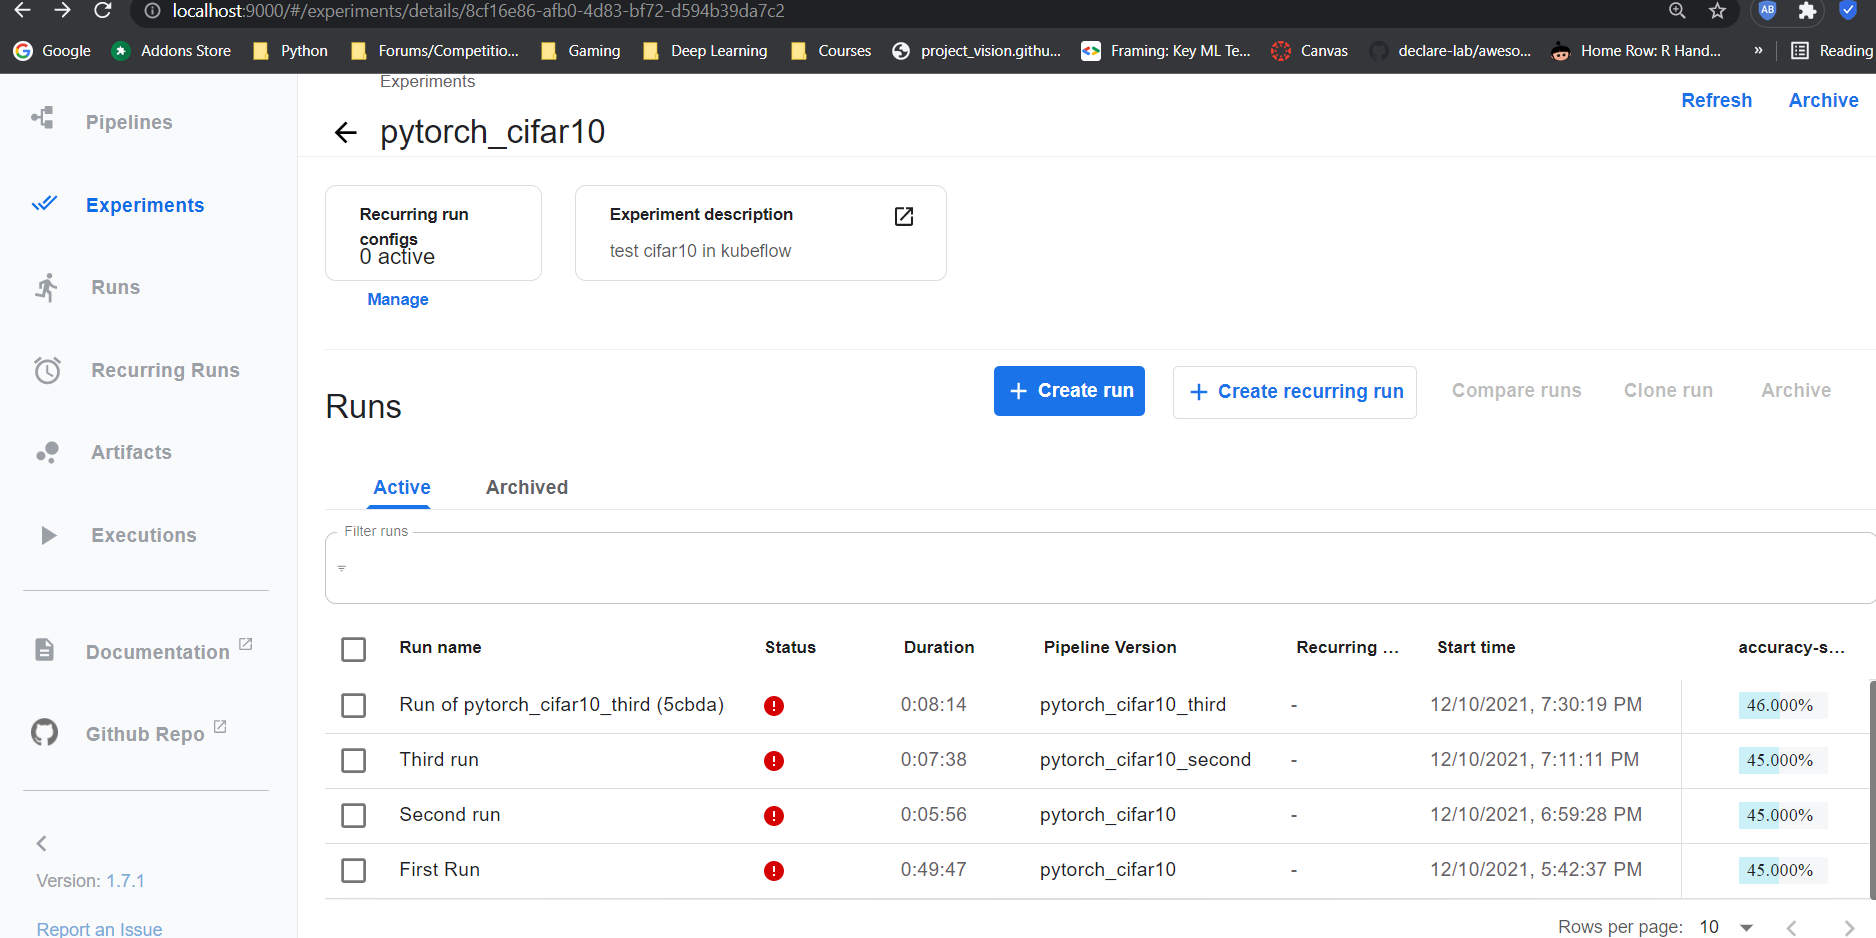 localhost:9000/#/experiments/details/8cf16e86-afb0-4d83-bf72-d594b39da7c2
AB
Google Addons Store Python Forums/Competitio... Gaming Deep Learning Courses project_vision.githu... Framing: Key ML Te... Canvas declare-lab/aweso... Home Row: R Hand... » Reading
Experiments
pytorch_cifar10
Refresh Archive
Pipelines
Experiments
Runs
Recurring Runs
Artifacts
Executions
Documentation
Github Repo
Version: 1.7.1
Report an Issue
Recurring run
configs
0 active
Manage
Experiment description
test cifar10 in kubeflow
Runs
+ Create run + Create recurring run Compare runs Clone run Archive
Active Archived
Filter runs
Run name Status Duration Pipeline Version Recurring ... Start time accuracy-s...
Run of pytorch_cifar10_third (5cbda) 0:08:14 pytorch_cifar10_third - 12/10/2021, 7:30:19 PM 46.000%
Third run 0:07:38 pytorch_cifar10_second - 12/10/2021, 7:11:11 PM 45.000%
Second run 0:05:56 pytorch_cifar10 - 12/10/2021, 6:59:28 PM 45.000%
First Run 0:49:47 pytorch_cifar10 - 12/10/2021, 5:42:37 PM 45.000%
Rows per page: 10